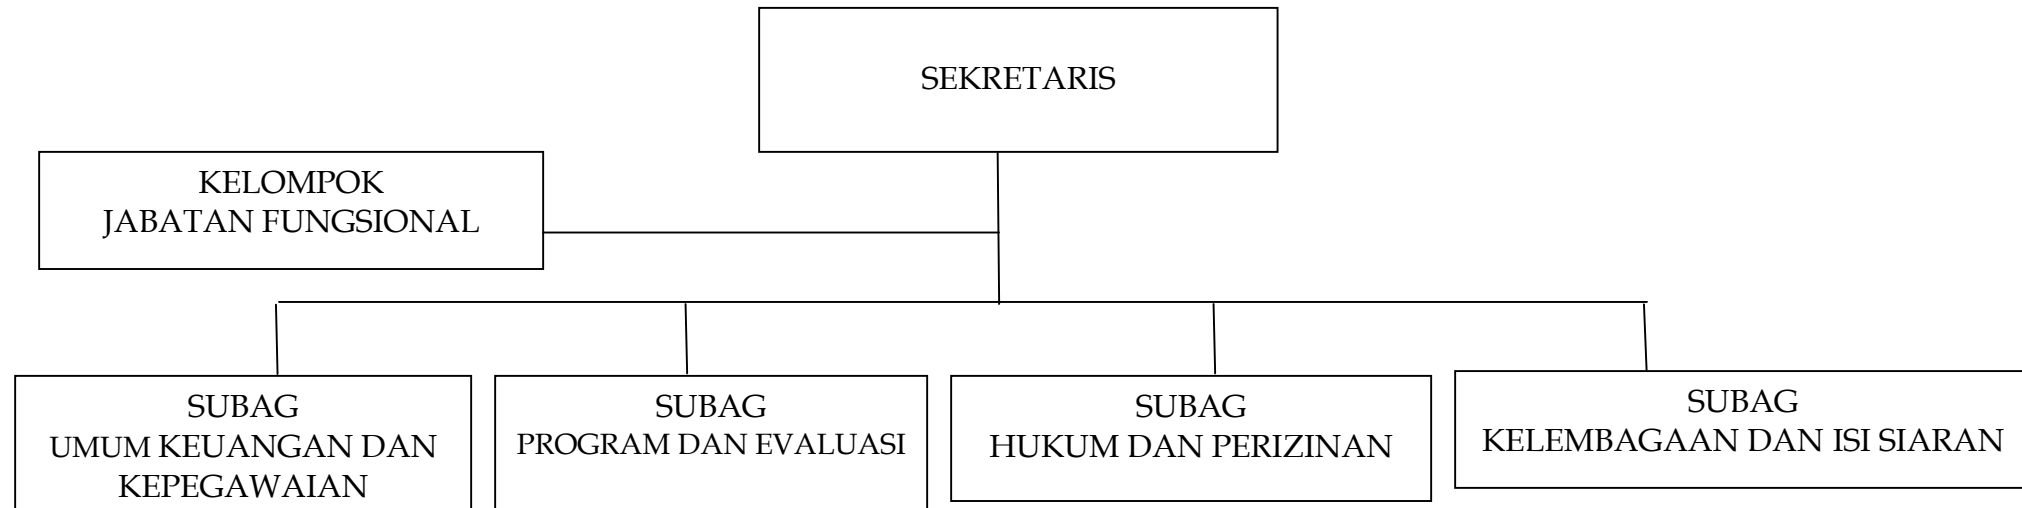 SEKRETARIS
KELOMPOK
JABATAN FUNGSIONAL
SUBAG
UMUM KEUANGAN DAN
KEPEGAWAIAN
SUBAG
PROGRAM DAN EVALUASI
SUBAG
HUKUM DAN PERIZINAN
SUBAG
KELEMBAGAAN DAN ISI SIARAN